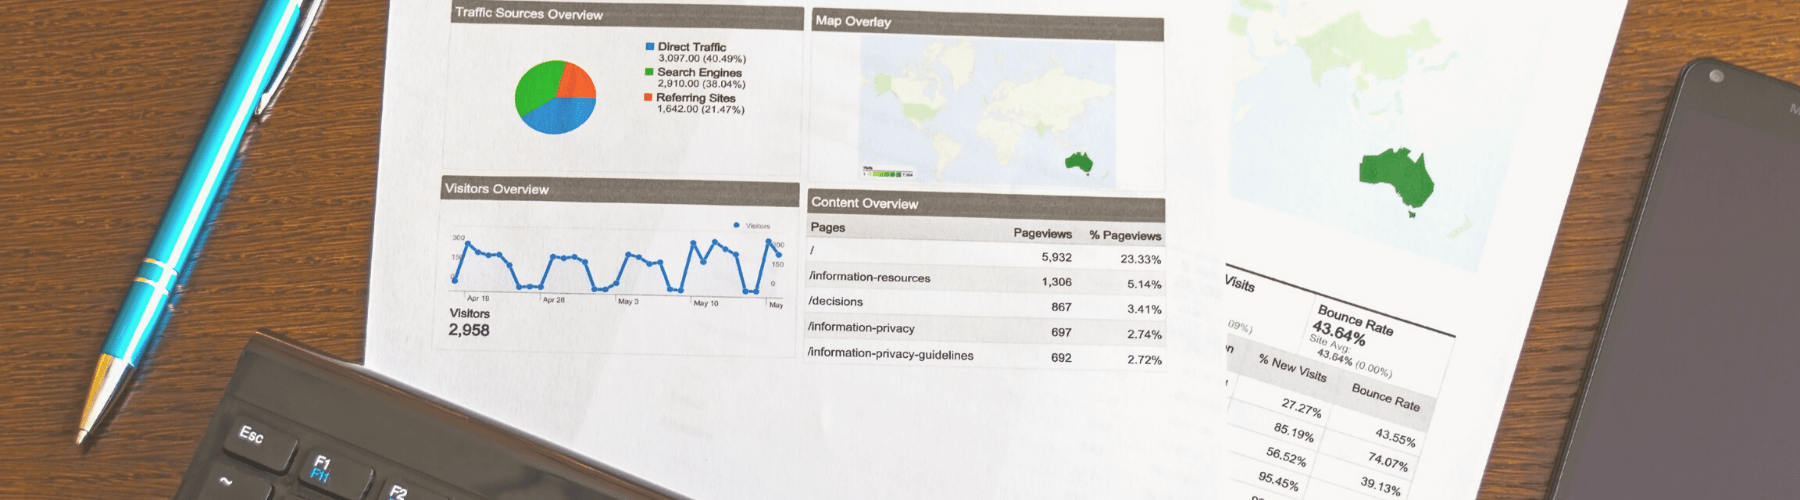 Traffic Sources Overview
Direct Traffic
3,097.00 (40.49%)
Search Engines
2,910.00 (38.04%)
Referring Sites
1,642.00 (21.47%)
Map Overlay
Visitors Overview
Visitors
300
150
0
300
150
0
Apr 19
Apr 26
May 3
May 10
May
Visitors
2,958
Content Overview
Pages Pageviews % Pageviews
/ 5,932 23.33%
/information-resources 1,306 5.14%
/decisions 867 3.41%
/information-privacy 697 2.74%
/information-privacy-guidelines 692 2.72%
Visits
Bounce Rate
43.64%
Site Avg:
43.64% (0.00%)
% New Visits Bounce Rate
27.27% 43.55%
85.19% 74.07%
56.52% 39.13%
95.45%
Esc
F1
F11
F2
~